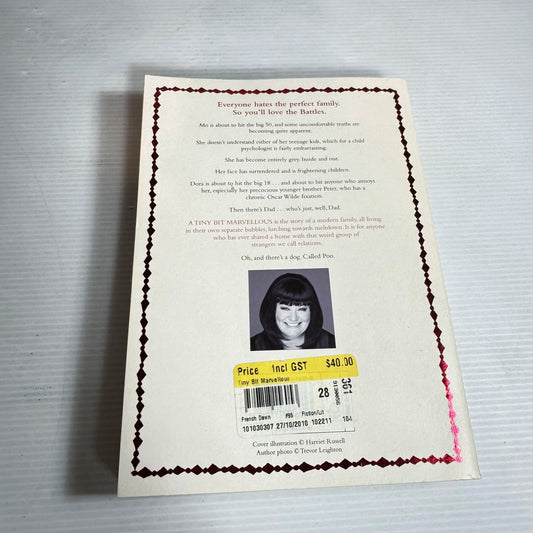 Everyone hates the perfect family.
So you'll love the Battles.
Mo is about to hit the big 50, and some uncomfortable truths are
becoming quite apparent.
She doesn't understand either of her teenage kids, which for a child
psychologist is fairly embarrassing.
She has become entirely grey. Inside and out.
Her face has surrendered and is frightening children.
Dora is about to hit the big 18 . . . and about to hit anyone who annoys
her, especially her precocious younger brother Peter, who has a
chronic Oscar Wilde fixation.
Then there's Dad . . . who's just, well, Dad.
A TINY BIT MARVELLOUS is the story of a modern family, all living
in their own separate bubbles, lurching towards meltdown. It is for anyone
who has ever shared a home with that weird group of
strangers we call relations.
Oh, and there's a dog. Called Poo.
Price Incl GST $40.00
Tiny Bit Marvellour
28
361
French Dawn #95 Fiction/Lit
101030307 27/10/2010 102211 104
Cover illustration © Harriet Russell
Author photo © Trevor Leighton